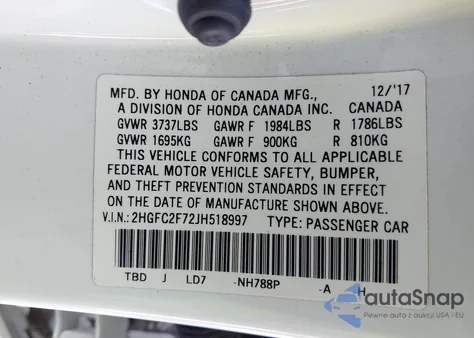 MFD. BY HONDA OF CANADA MFG., 12/'17
A DIVISION OF HONDA CANADA INC. CANADA
GVWR 3737LBS GAWR F 1984LBS R 1786LBS
GVWR 1695KG GAWR F 900KG R 810KG
THIS VEHICLE CONFORMS TO ALL APPLICABLE
FEDERAL MOTOR VEHICLE SAFETY, BUMPER,
AND THEFT PREVENTION STANDARDS IN EFFECT
ON THE DATE OF MANUFACTURE SHOWN ABOVE.
V.I.N.: 2HGFC2F72JH518997 TYPE: PASSENGER CAR
TBD J LD7 -NH788P -A H
autaSnap
Pewne auta z USA i EU